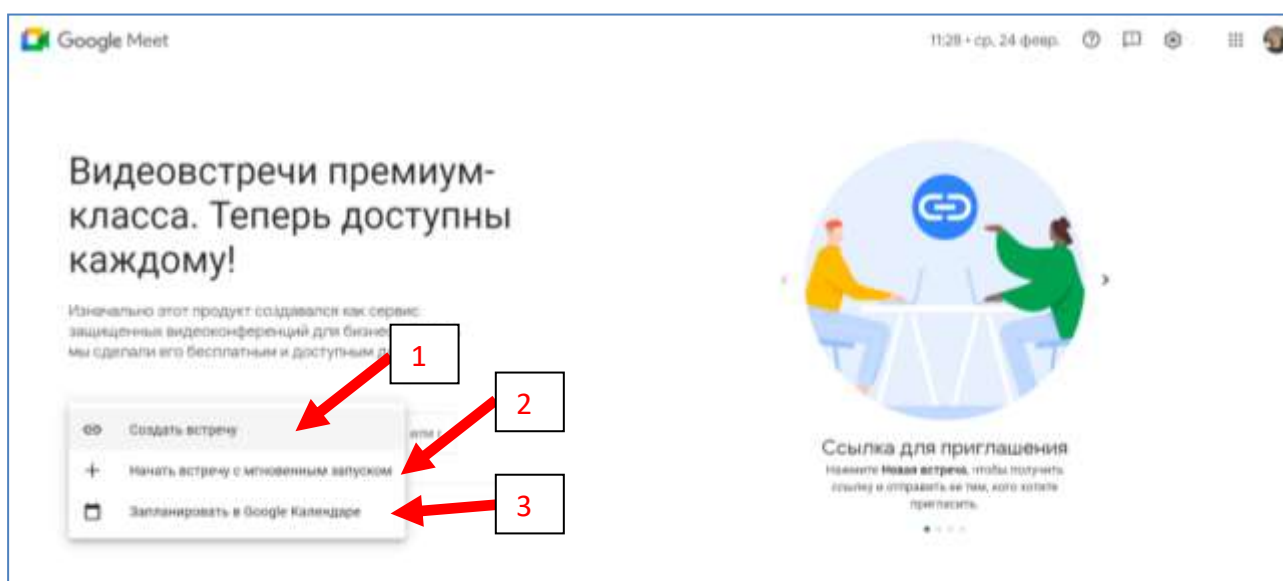 Google Meet
11:28 • ср, 24 февр.
Видеовстречи премиум-
класса. Теперь доступны
каждому!
Изначально этот продукт создавался как сервис
защищенных видеоконференций для бизнес
мы сделали его бесплатным и доступным д
1
2
Создать встречу
или
Начать встречу с мгновенным запуском
Запланировать в Google Календаре
3
Ссылка для приглашения
Нажмите Новая встреча, чтобы получить
ссылку и отправить ее тем, кого хотите
пригласить.